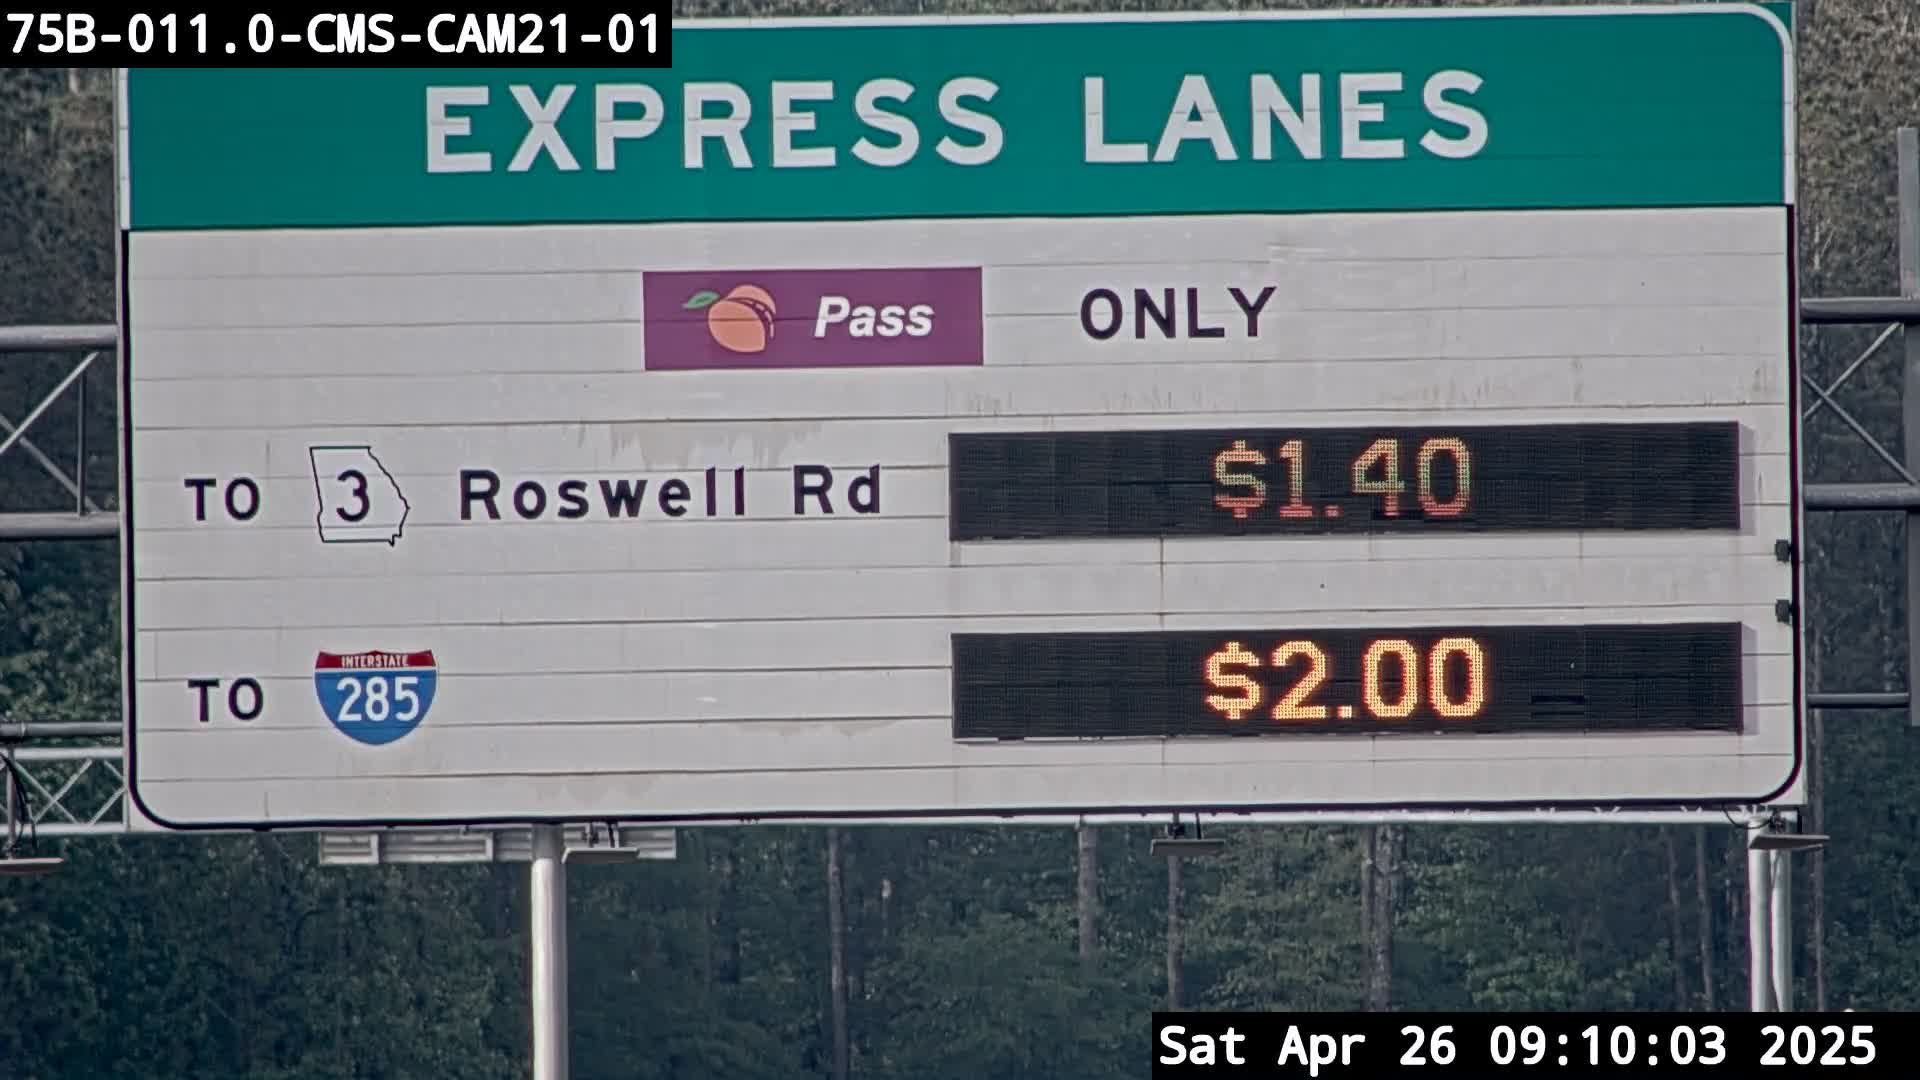 75B-011.0-CMS-CAM21-01
EXPRESS LANES
Pass ONLY
TO 3 Roswell Rd $1.40
TO INTERSTATE 285 $2.00
Sat Apr 26 09:10:03 2025